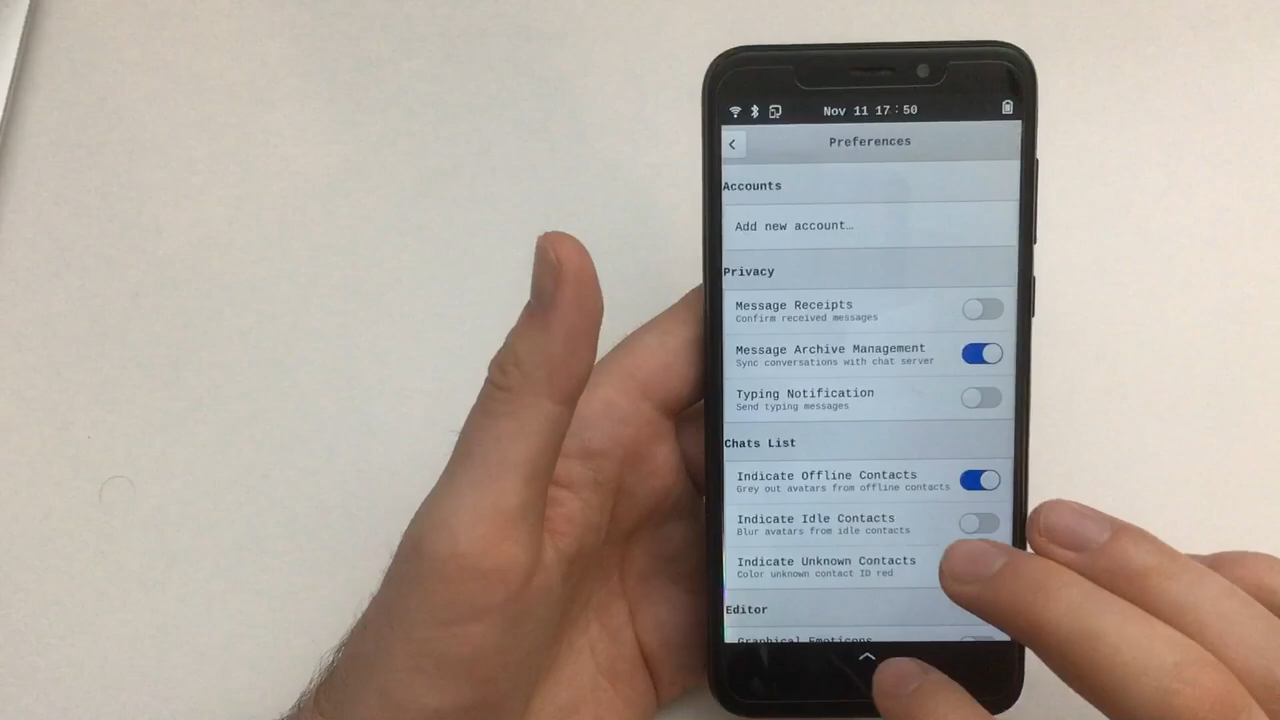 Nov 11 17:50
Preferences
Accounts
Add new account…
Privacy
Message Receipts
Confirm received messages
Message Archive Management
Sync conversations with chat server
Typing Notification
Send typing messages
Chats List
Indicate Offline Contacts
Grey out avatars from offline contacts
Indicate Idle Contacts
Blur avatars from idle contacts
Indicate Unknown Contacts
Color unknown contact ID red
Editor
Graphical Emoticons